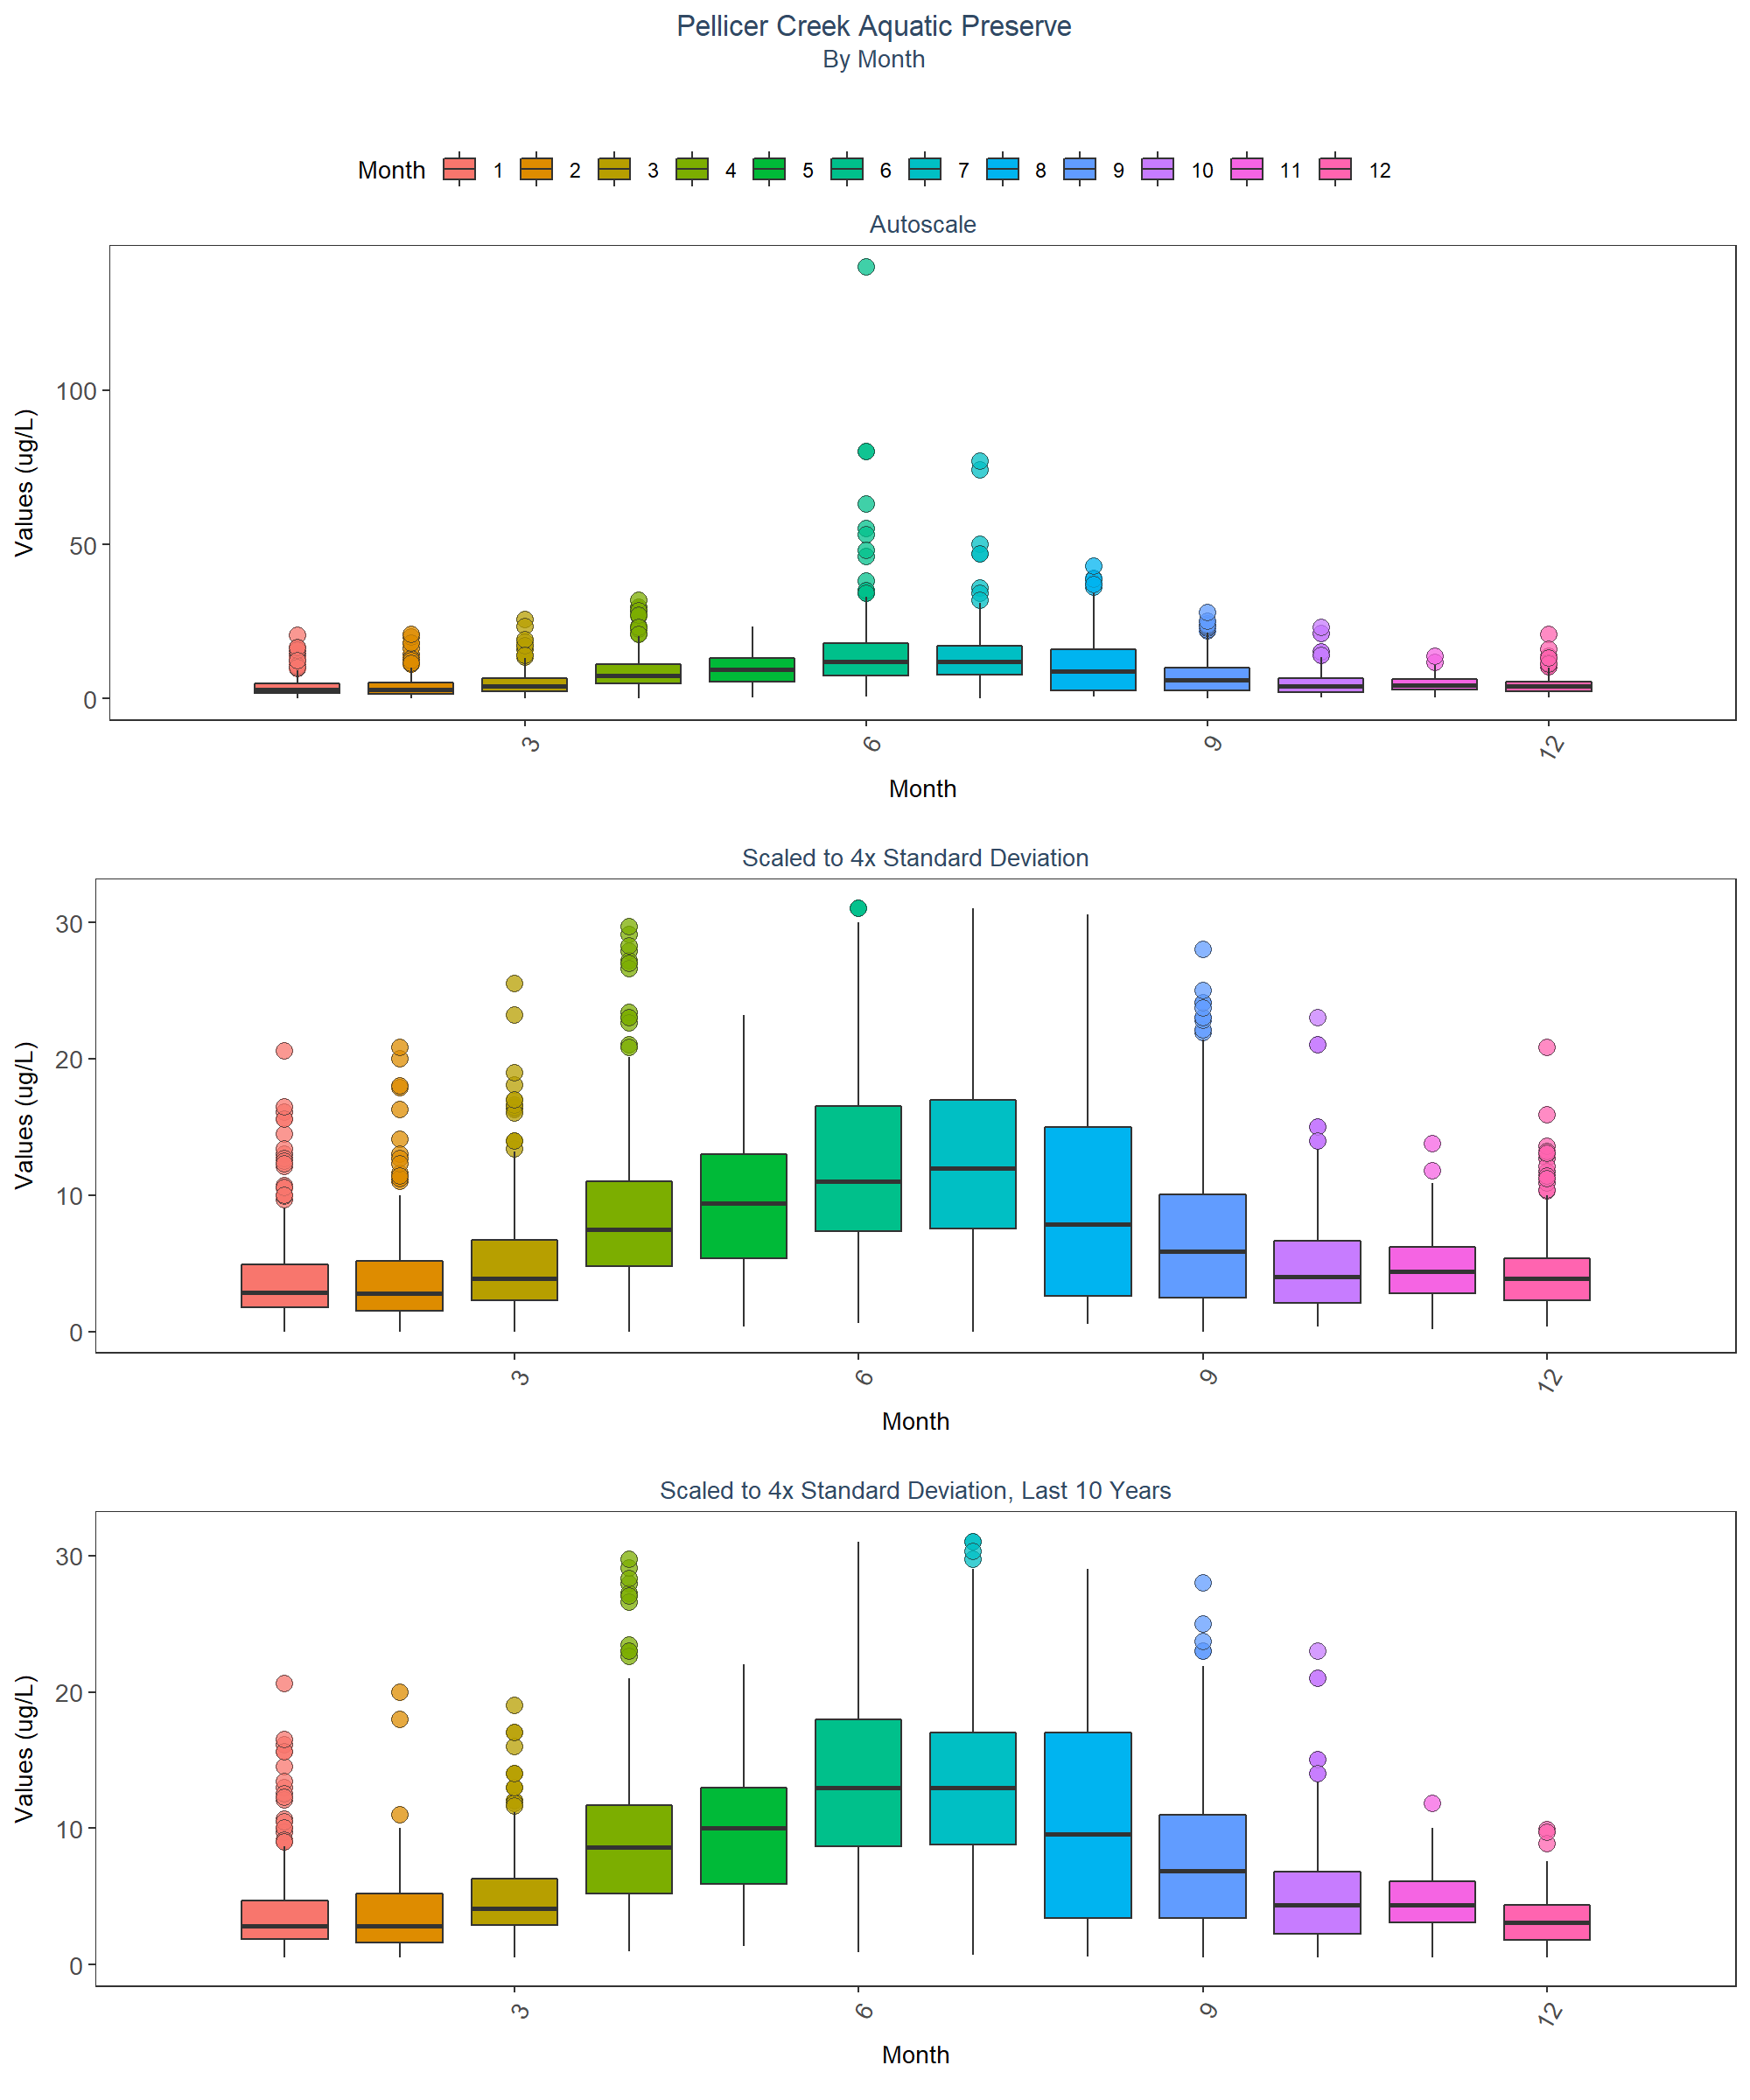 Pellicer Creek Aquatic Preserve
By Month
Month 1 2 3 4 5 6 7 8 9 10 11 12
Autoscale
Values (ug/L)
100
50
0
3 6 9 12
Month
Scaled to 4x Standard Deviation
Values (ug/L)
30
20
10
0
3 6 9 12
Month
Scaled to 4x Standard Deviation, Last 10 Years
Values (ug/L)
30
20
10
0
3 6 9 12
Month